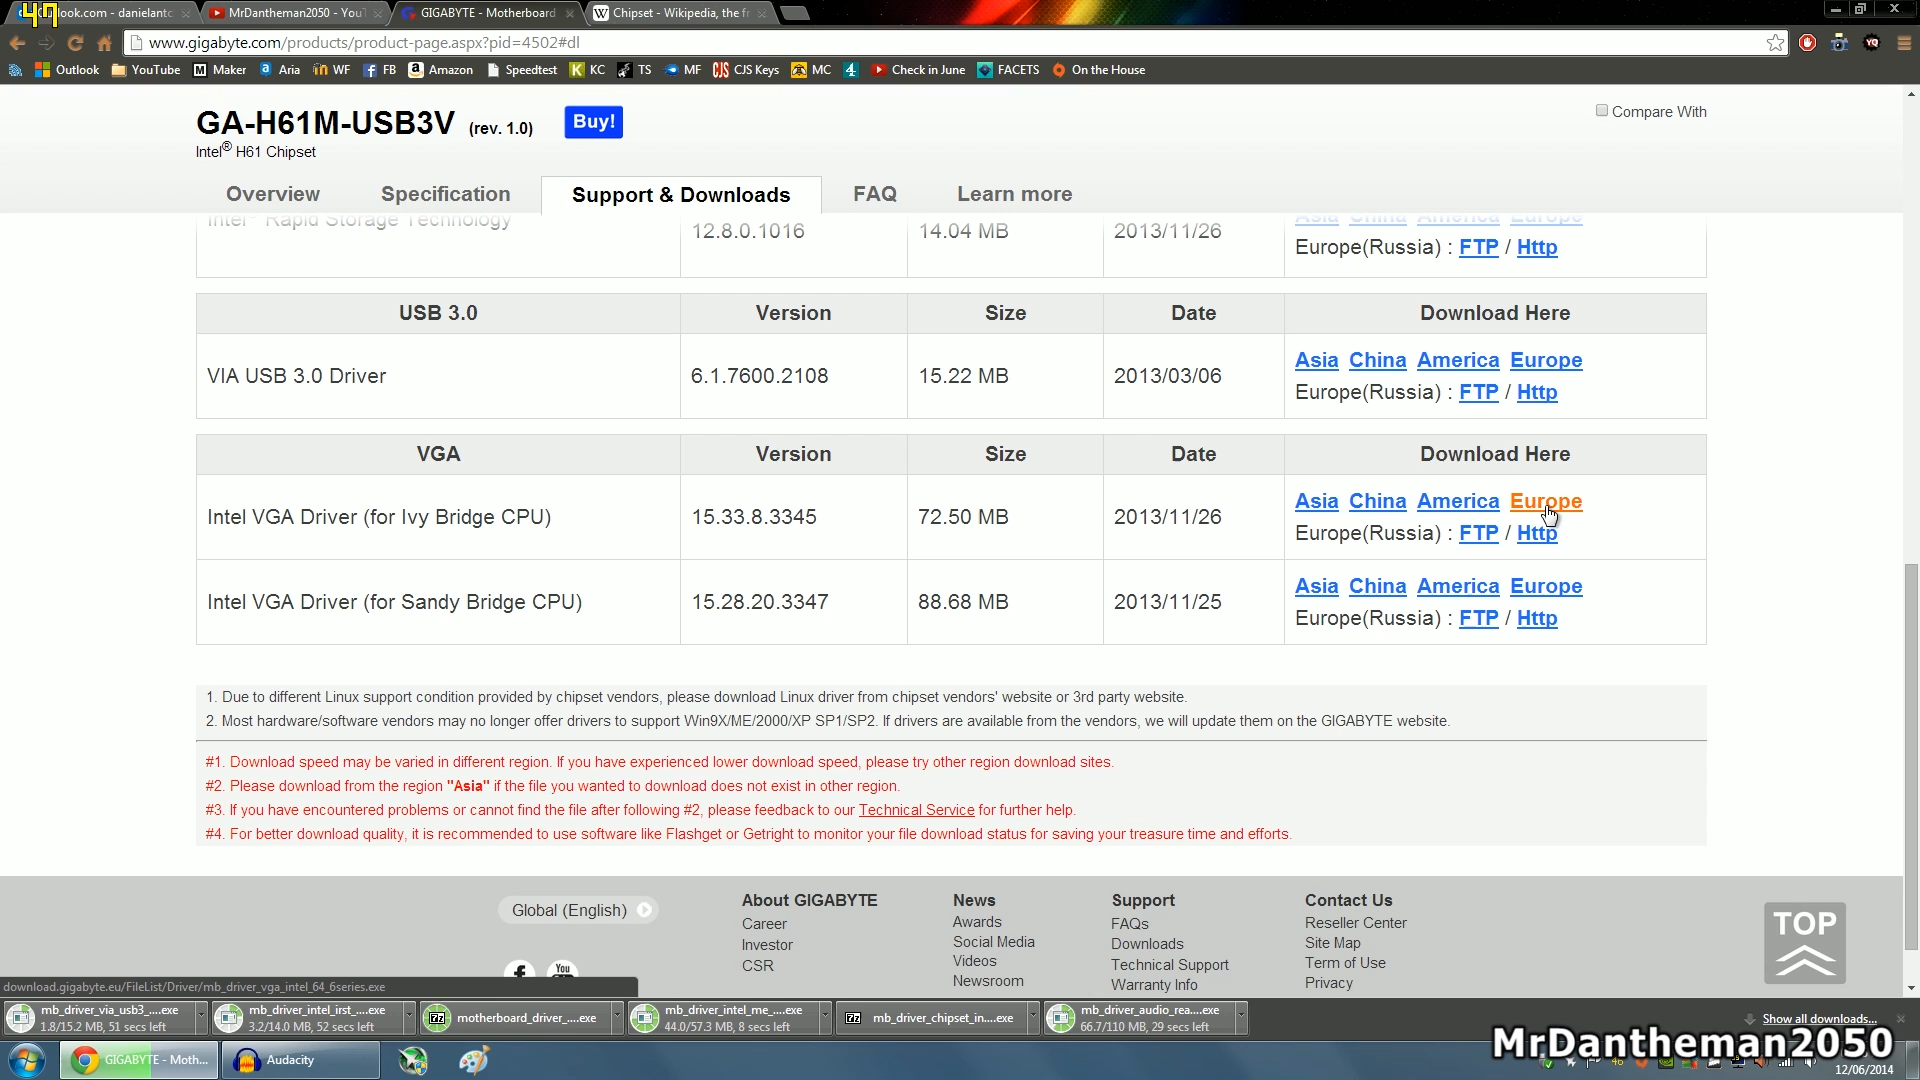 47
look.com - danielantc
MrDantheman2050 - YouT
GIGABYTE - Motherboard
Chipset - Wikipedia, the fr
www.gigabyte.com/products/product-page.aspx?pid=4502#dl
Outlook YouTube Maker Aria WF FB Amazon Speedtest KC TS MF CJS Keys MC Check in June FACETS On the House
GA-H61M-USB3V (rev. 1.0) Buy!
Compare With
Intel® H61 Chipset
Overview Specification Support & Downloads FAQ Learn more
Intel® Rapid Storage Technology 12.8.0.1016 14.04 MB 2013/11/26 Asia China America Europe
Europe(Russia) : FTP / Http
USB 3.0 Version Size Date Download Here
VIA USB 3.0 Driver 6.1.7600.2108 15.22 MB 2013/03/06 Asia China America Europe
Europe(Russia) : FTP / Http
VGA Version Size Date Download Here
Intel VGA Driver (for Ivy Bridge CPU) 15.33.8.3345 72.50 MB 2013/11/26 Asia China America Europe
Europe(Russia) : FTP / Http
Intel VGA Driver (for Sandy Bridge CPU) 15.28.20.3347 88.68 MB 2013/11/25 Asia China America Europe
Europe(Russia) : FTP / Http
1. Due to different Linux support condition provided by chipset vendors, please download Linux driver from chipset vendors' website or 3rd party website.
2. Most hardware/software vendors may no longer offer drivers to support Win9X/ME/2000/XP SP1/SP2. If drivers are available from the vendors, we will update them on the GIGABYTE website.
#1. Download speed may be varied in different region. If you have experienced lower download speed, please try other region download sites.
#2. Please download from the region "Asia" if the file you wanted to download does not exist in other region.
#3. If you have encountered problems or cannot find the file after following #2, please feedback to our Technical Service for further help.
#4. For better download quality, it is recommended to use software like Flashget or Getright to monitor your file download status for saving your treasure time and efforts.
Global (English)
About GIGABYTE
Career
Investor
CSR
News
Awards
Social Media
Videos
Newsroom
Support
FAQs
Downloads
Technical Support
Warranty Info
Contact Us
Reseller Center
Site Map
Term of Use
Privacy
TOP
You
download.gigabyte.eu/FileList/Driver/mb_driver_vga_intel_64_6series.exe
mb_driver_via_usb3_....exe
1.8/15.2 MB, 51 secs left
mb_driver_intel_irst_....exe
3.2/14.0 MB, 52 secs left
motherboard_driver_....exe
mb_driver_intel_me_....exe
44.0/57.3 MB, 8 secs left
mb_driver_chipset_in....exe
mb_driver_audio_rea....exe
66.7/110 MB, 29 secs left
Show all downloads...
MrDantheman2050
GIGABYTE - Moth...
Audacity
12/06/2014